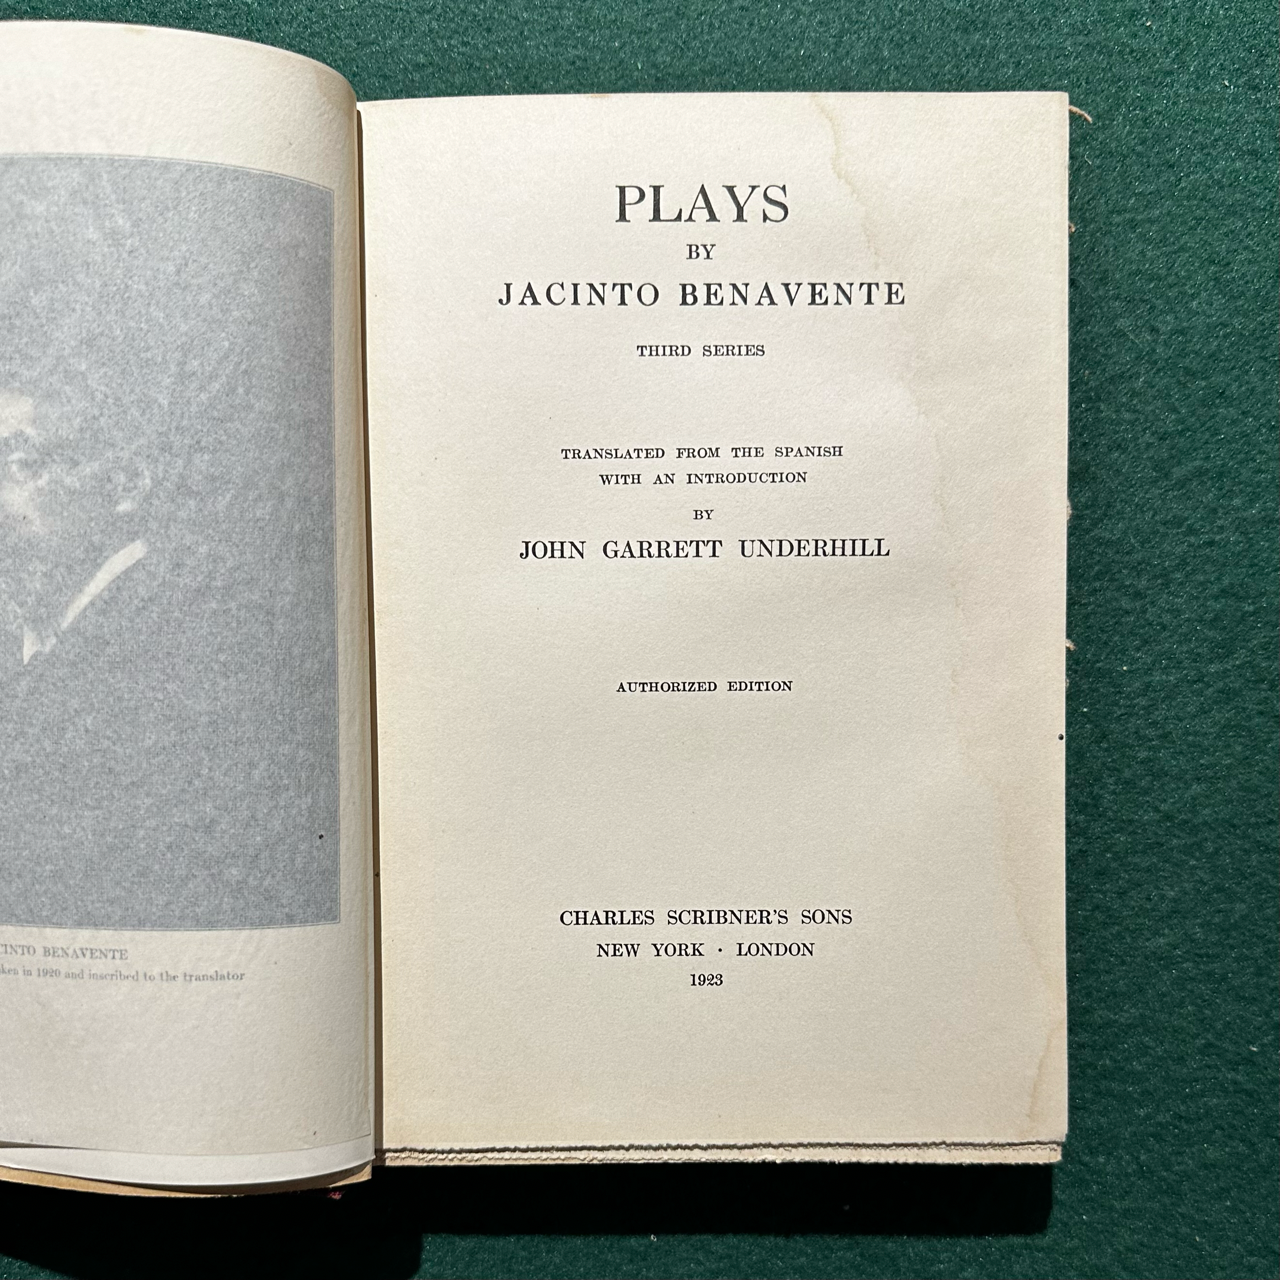 INTO BENAVENTE
ken in 1920 and inscribed to the translator
PLAYS
BY
JACINTO BENAVENTE
THIRD SERIES
TRANSLATED FROM THE SPANISH
WITH AN INTRODUCTION
BY
JOHN GARRETT UNDERHILL
AUTHORIZED EDITION
CHARLES SCRIBNER'S SONS
NEW YORK · LONDON
1923